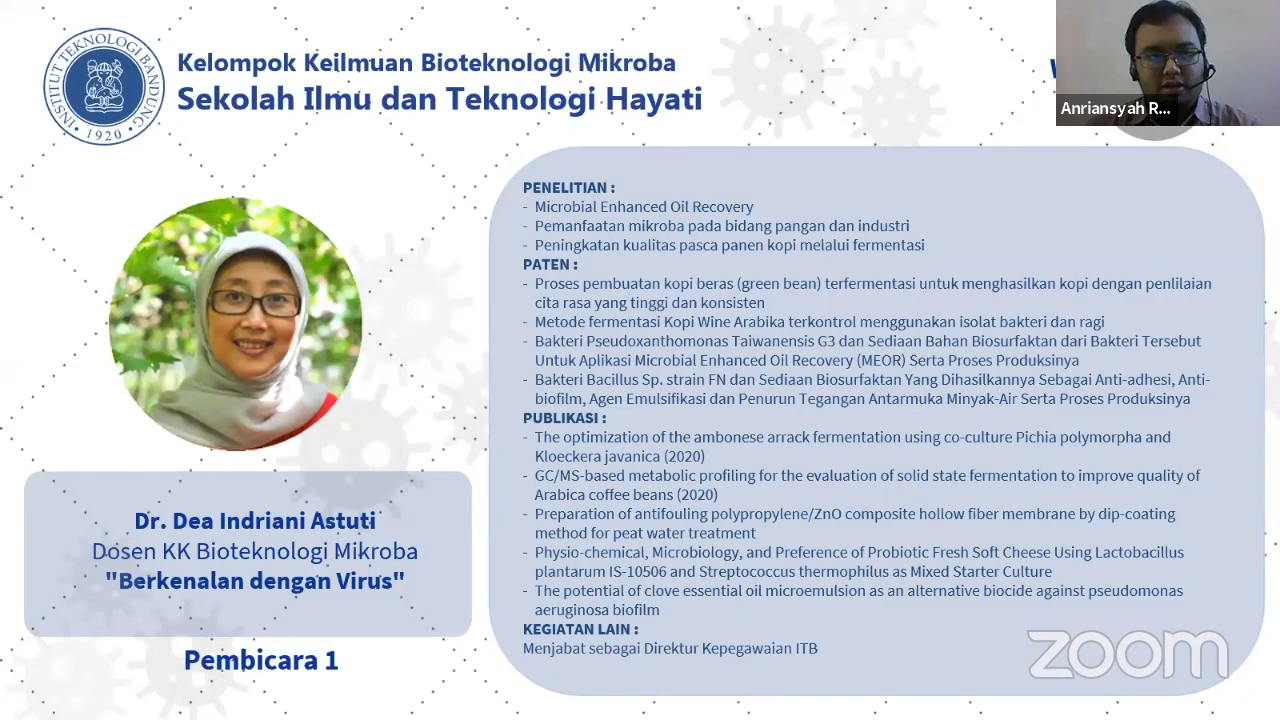 INSTITUT TEKNOLOGI BANDUNG
1920
Kelompok Keilmuan Bioteknologi Mikroba
Sekolah Ilmu dan Teknologi Hayati
Anriansyah R...
PENELITIAN :
- Microbial Enhanced Oil Recovery
- Pemanfaatan mikroba pada bidang pangan dan industri
- Peningkatan kualitas pasca panen kopi melalui fermentasi
PATEN :
- Proses pembuatan kopi beras (green bean) terfermentasi untuk menghasilkan kopi dengan penlilaian
cita rasa yang tinggi dan konsisten
- Metode fermentasi Kopi Wine Arabika terkontrol menggunakan isolat bakteri dan ragi
- Bakteri Pseudoxanthomonas Taiwanensis G3 dan Sediaan Bahan Biosurfaktan dari Bakteri Tersebut
Untuk Aplikasi Microbial Enhanced Oil Recovery (MEOR) Serta Proses Produksinya
- Bakteri Bacillus Sp. strain FN dan Sediaan Biosurfaktan Yang Dihasilkannya Sebagai Anti-adhesi, Anti-
biofilm, Agen Emulsifikasi dan Penurun Tegangan Antarmuka Minyak-Air Serta Proses Produksinya
PUBLIKASI :
- The optimization of the ambonese arrack fermentation using co-culture Pichia polymorpha and
Kloeckera javanica (2020)
- GC/MS-based metabolic profiling for the evaluation of solid state fermentation to improve quality of
Arabica coffee beans (2020)
- Preparation of antifouling polypropylene/ZnO composite hollow fiber membrane by dip-coating
method for peat water treatment
- Physio-chemical, Microbiology, and Preference of Probiotic Fresh Soft Cheese Using Lactobacillus
plantarum IS-10506 and Streptococcus thermophilus as Mixed Starter Culture
- The potential of clove essential oil microemulsion as an alternative biocide against pseudomonas
aeruginosa biofilm
KEGIATAN LAIN :
Menjabat sebagai Direktur Kepegawaian ITB
Dr. Dea Indriani Astuti
Dosen KK Bioteknologi Mikroba
"Berkenalan dengan Virus"
Pembicara 1
zoom